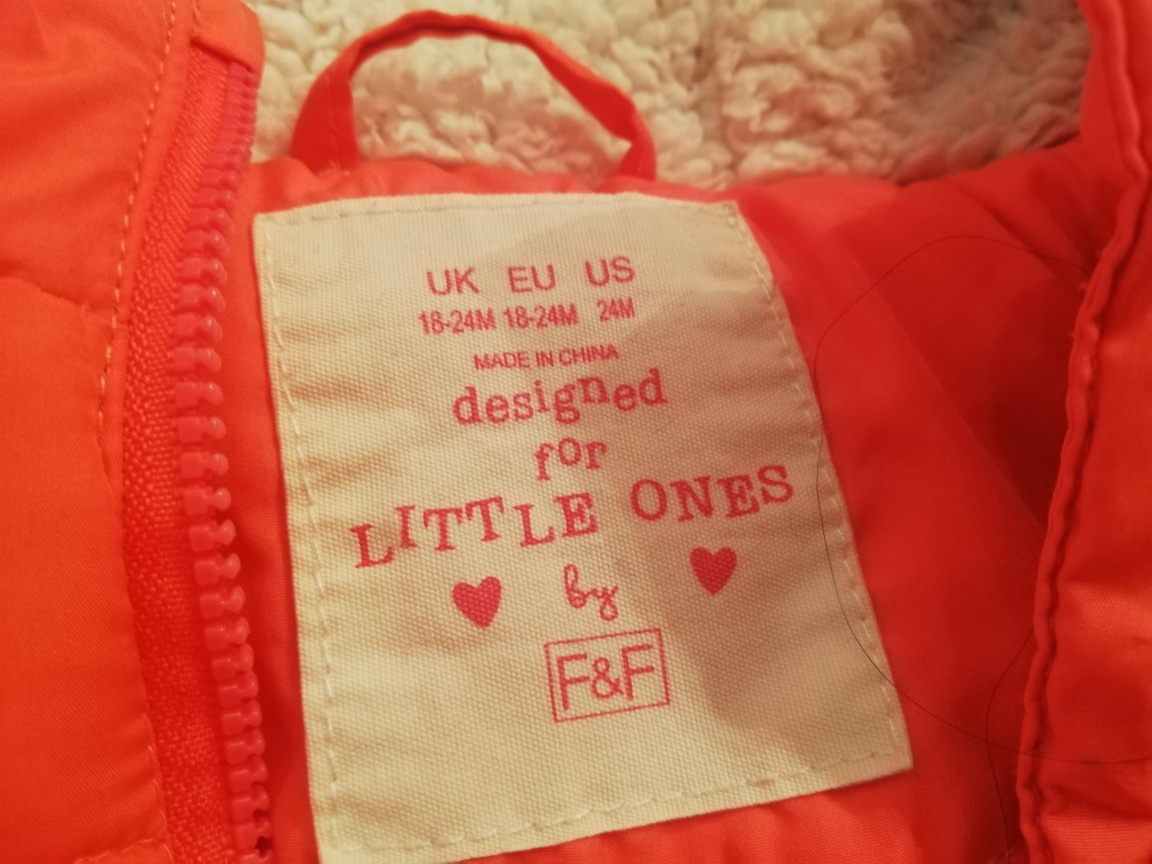 UK EU US
18-24M 18-24M 24M
MADE IN CHINA
designed
for
LITTLE ONES
by
F&F